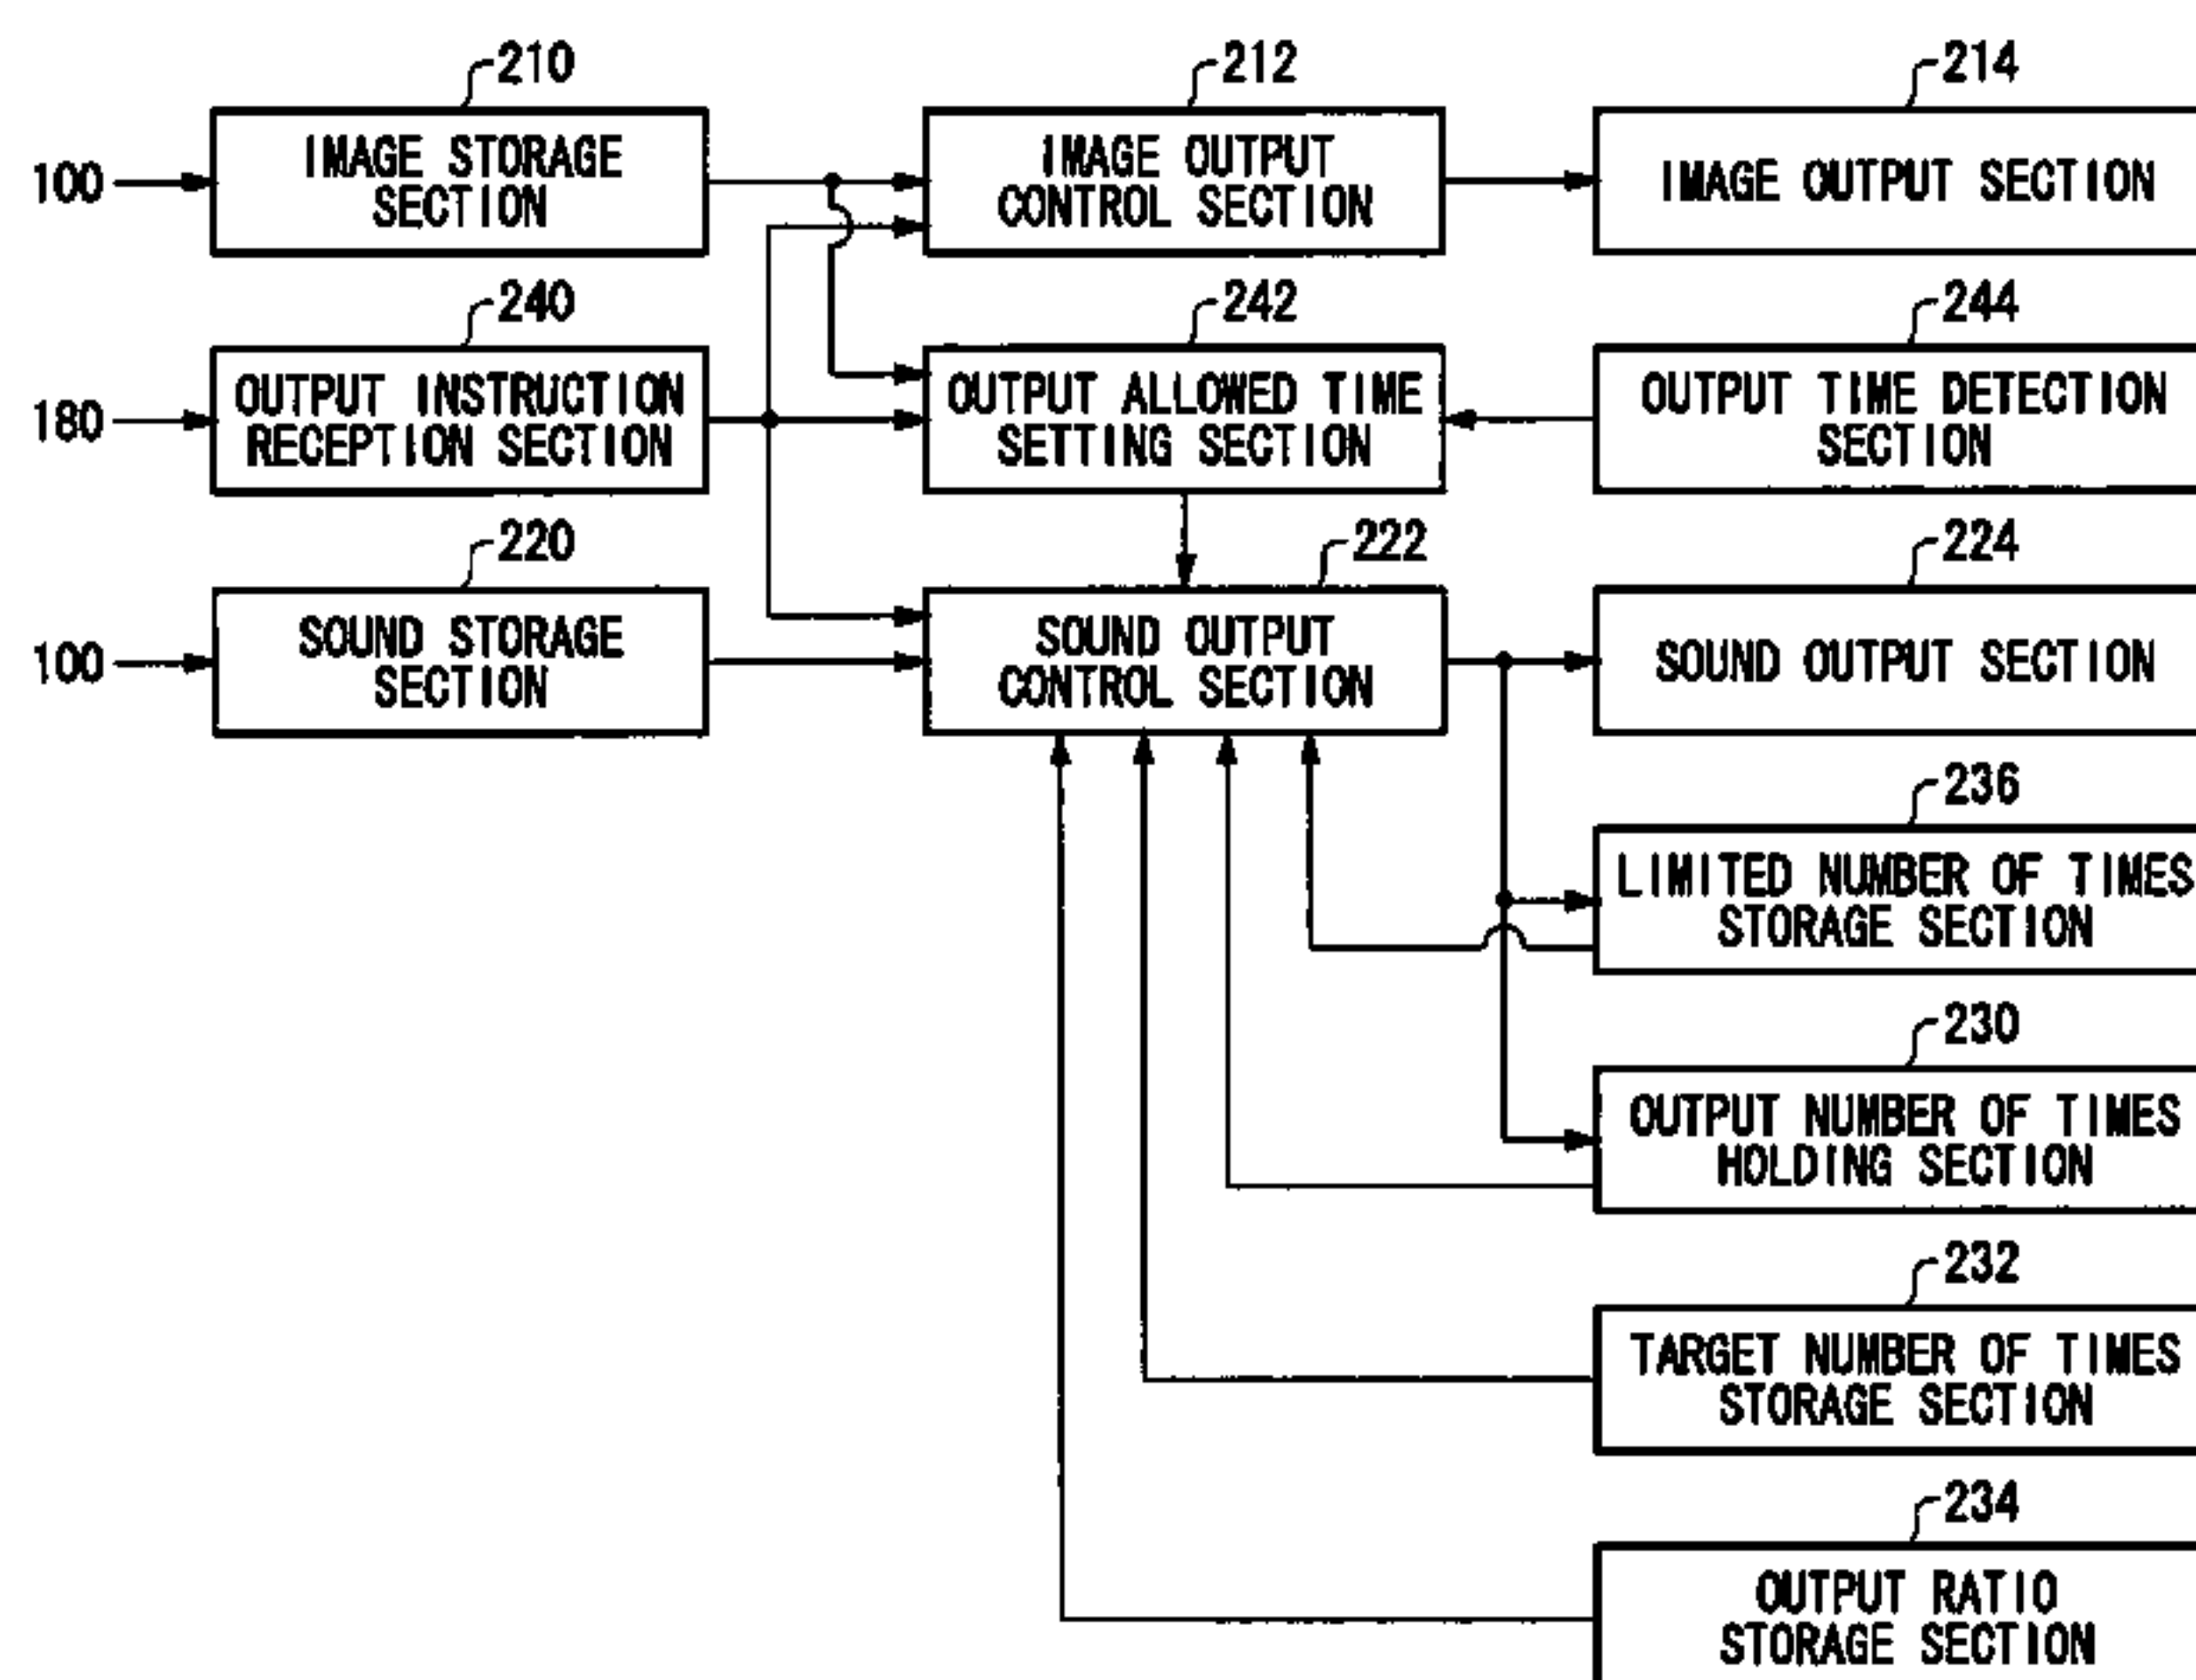 210
212
214
100
IMAGE STORAGE
SECTION
IMAGE OUTPUT
CONTROL SECTION
IMAGE OUTPUT SECTION
240
242
244
180
OUTPUT INSTRUCTION
RECEPTION SECTION
OUTPUT ALLOWED TIME
SETTING SECTION
OUTPUT TIME DETECTION
SECTION
220
222
224
100
SOUND STORAGE
SECTION
SOUND OUTPUT
CONTROL SECTION
SOUND OUTPUT SECTION
236
LIMITED NUMBER OF TIMES
STORAGE SECTION
230
OUTPUT NUMBER OF TIMES
HOLDING SECTION
232
TARGET NUMBER OF TIMES
STORAGE SECTION
234
OUTPUT RATIO
STORAGE SECTION